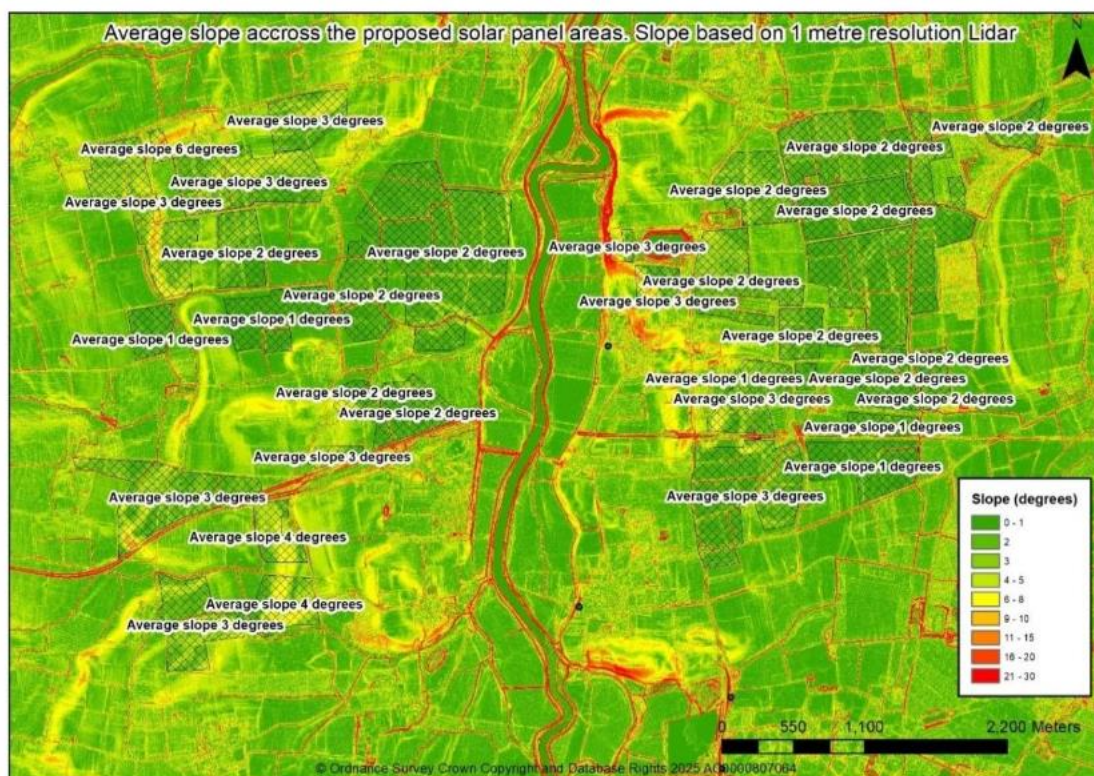 Average slope accross the proposed solar panel areas. Slope based on 1 metre resolution Lidar
N
Average slope 3 degrees
Average slope 6 degrees
Average slope 3 degrees
Average slope 3 degrees
Average slope 2 degrees
Average slope 2 degrees
Average slope 2 degrees
Average slope 1 degrees
Average slope 1 degrees
Average slope 2 degrees
Average slope 2 degrees
Average slope 3 degrees
Average slope 3 degrees
Average slope 4 degrees
Average slope 4 degrees
Average slope 3 degrees
Average slope 2 degrees
Average slope 2 degrees
Average slope 2 degrees
Average slope 2 degrees
Average slope 3 degrees
Average slope 2 degrees
Average slope 3 degrees
Average slope 2 degrees
Average slope 2 degrees
Average slope 1 degrees
Average slope 2 degrees
Average slope 3 degrees
Average slope 2 degrees
Average slope 1 degrees
Average slope 1 degrees
Average slope 3 degrees
Slope (degrees)
0 - 1
2
3
4 - 5
6 - 8
9 - 10
11 - 15
16 - 20
21 - 30
0 550 1,100 2,200 Meters
© Ordnance Survey Crown Copyright and Database Rights 2025 AC0000807064